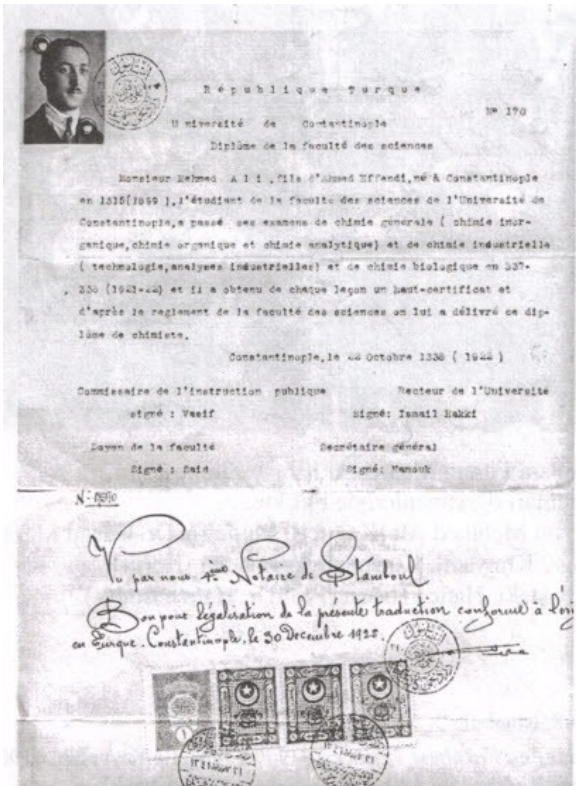 République Turque
Nº 170
Université de Constantinople
Diplôme de la faculté des sciences
Monsieur Mehmed Ali, fils d'Ahmed Effendi, né à Constantinople
en 1315(1899), l'étudiant de la faculté des sciences de l'Université de
Constantinople, a passé ses examens de chimie générale ( chimie inor-
ganique, chimie organique et chimie analytique) et de chimie industrielle
( technologie, analyses industrielles) et de chimie biologique en 337-
338 (1921-22) et il a obtenu de chaque leçon un haut-certificat et
d'après le reglement de la faculté des sciences on lui a délivré ce dip-
lôme de chimiste.
Constantinople, le 22 Octobre 1338 ( 1922 )
Commissaire de l'instruction publique Recteur de l'Université
signé : Vasif Signé: Ismail Hakki
Doyen de la faculté Secrétaire général
Signé : Said Signé: Mamouk
Vu par nous 4me Notaire de Stamboul
Bon pour légalisation de la présente traduction conforme à l'ori
en Turque. Constantinople, le 30 Decembre 1925.